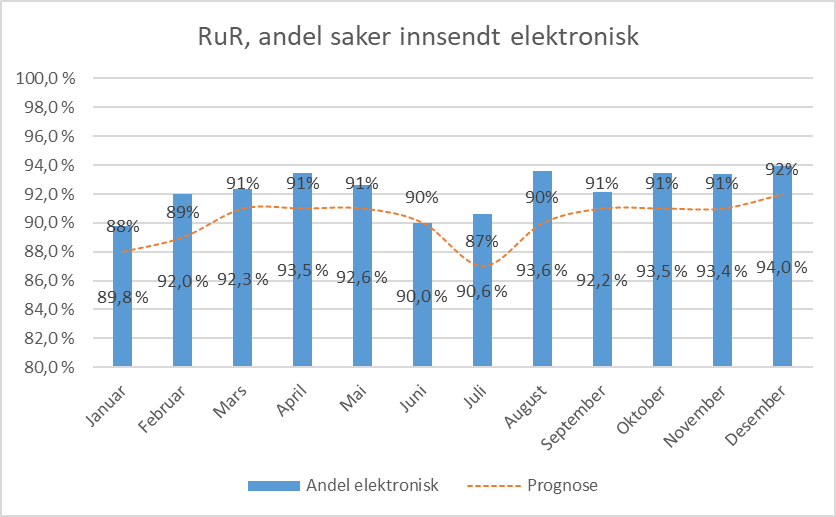 RuR, andel saker innsendt elektronisk
100,0 %
98,0 %
96,0 %
94,0 %
92,0 %
90,0 %
88,0 %
86,0 %
84,0 %
82,0 %
80,0 %
88% 89% 91% 91% 91% 90% 87% 90% 91% 91% 91% 92%
89,8 % 92,0 % 92,3 % 93,5 % 92,6 % 90,0 % 90,6 % 93,6 % 92,2 % 93,5 % 93,4 % 94,0 %
Januar Februar Mars April Mai Juni Juli August September Oktober November Desember
Andel elektronisk Prognose